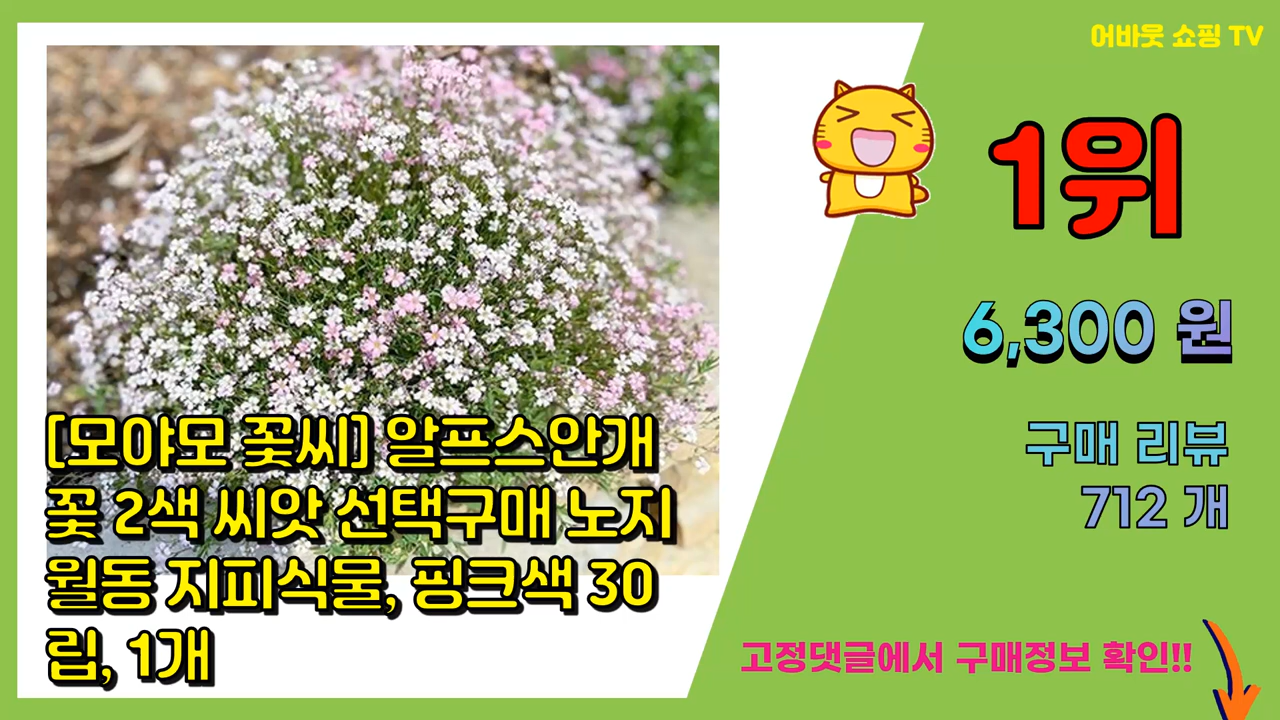 어바웃 쇼핑 TV
1위
6,300 원
구매 리뷰
712 개
[모야모 꽃씨] 알프스안개
꽃 2색 씨앗 선택구매 노지
월동 지피식물, 핑크색 30
립, 1개
고정댓글에서 구매정보 확인!!